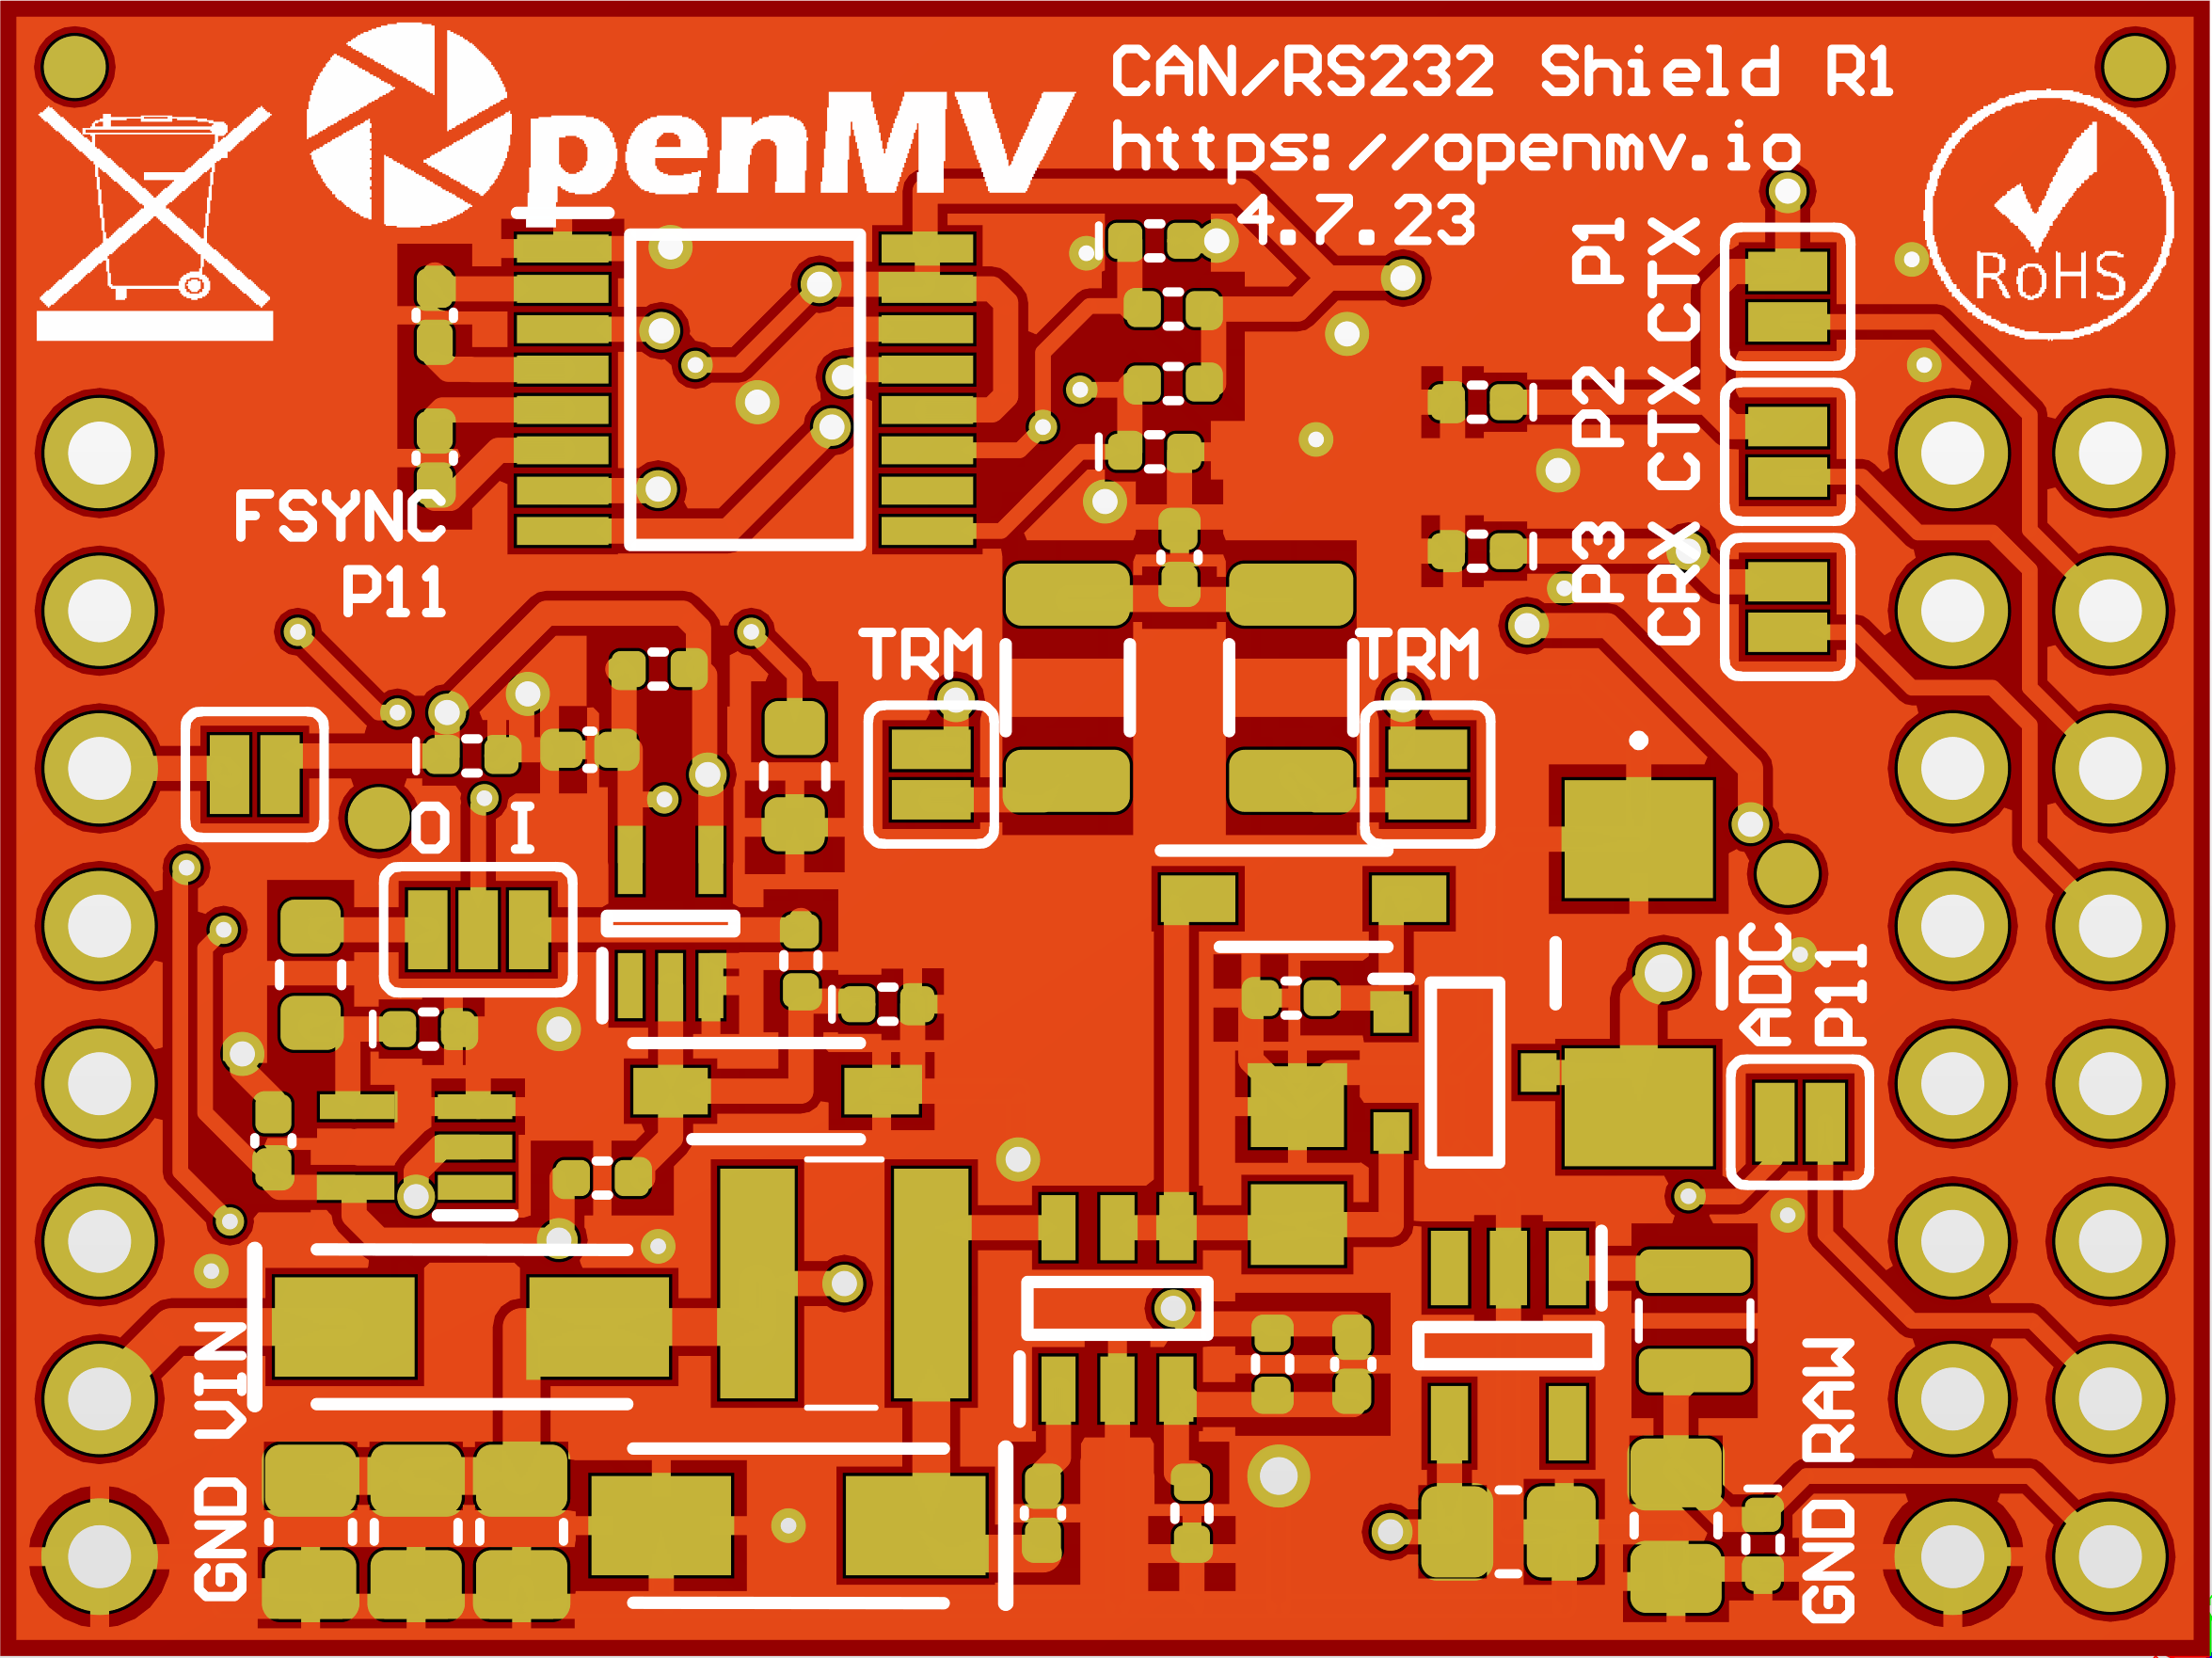 OpenMV
CAN/RS232 Shield R1
https://openmv.io
4.7.23
RoHS
P1
CTX
P2
CTX
P3
CRX
FSYNC
P11
TRM
TRM
O I
ADC
P11
VIN
GND
RAW
GND